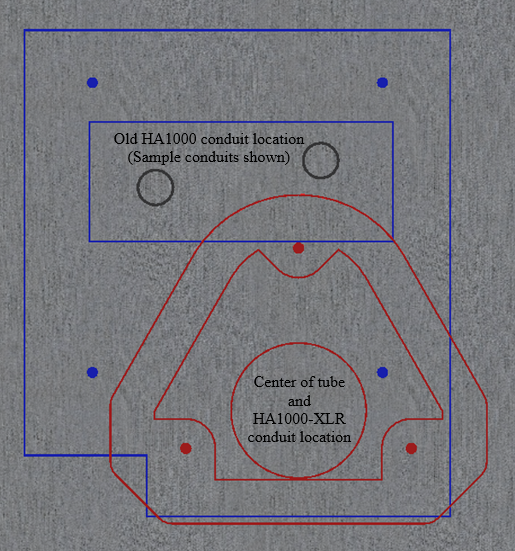 Old HA1000 conduit location
(Sample conduits shown)
Center of tube
and
HA1000-XLR
conduit location